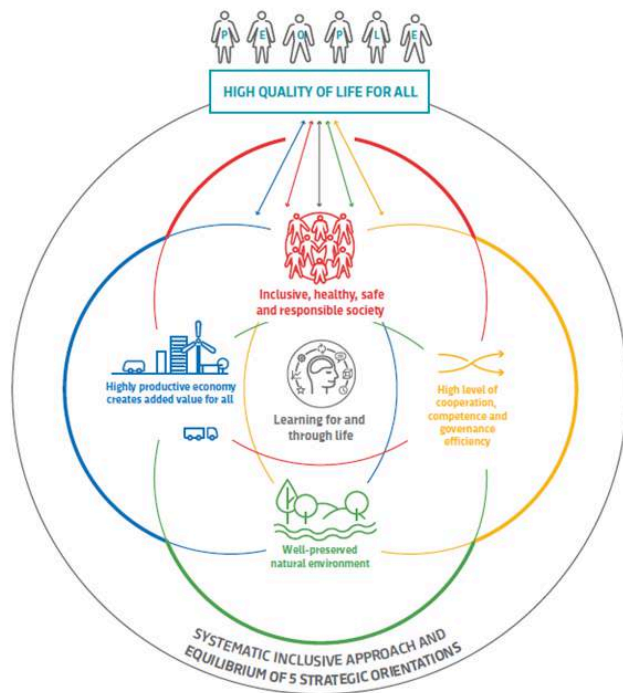 PEOPLE
HIGH QUALITY OF LIFE FOR ALL
Inclusive, healthy, safe
and responsible society
Highly productive economy
creates added value for all
Learning for and
through life
High level of
cooperation,
competence and
governance
efficiency
Well-preserved
natural environment
SYSTEMATIC INCLUSIVE APPROACH AND
EQUILIBRIUM OF 5 STRATEGIC ORIENTATIONS